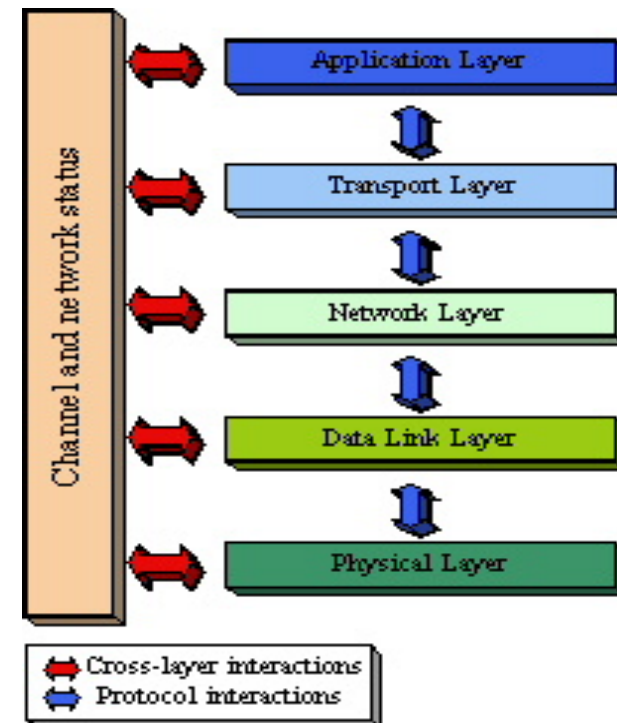 Channel and network status
Application Layer
Transport Layer
Network Layer
Data Link Layer
Physical Layer
Cross-layer interactions
Protocol interactions